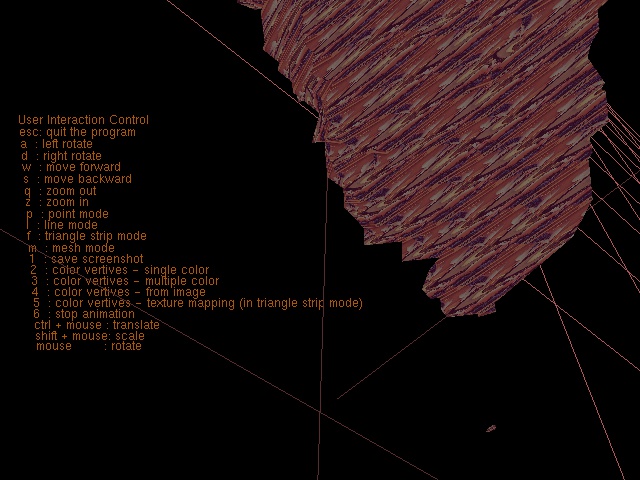 User Interaction Control
esc: quit the program
a : left rotate
d : right rotate
w : move forward
s : move backward
q : zoom out
z : zoom in
p : point mode
l : line mode
f : triangle strip mode
m : mesh mode
1 : save screenshot
2 : color vertives - single color
3 : color vertives - multiple color
4 : color vertives - from image
5 : color vertives - texture mapping (in triangle strip mode)
6 : stop animation
ctrl + mouse : translate
shift + mouse: scale
mouse : rotate